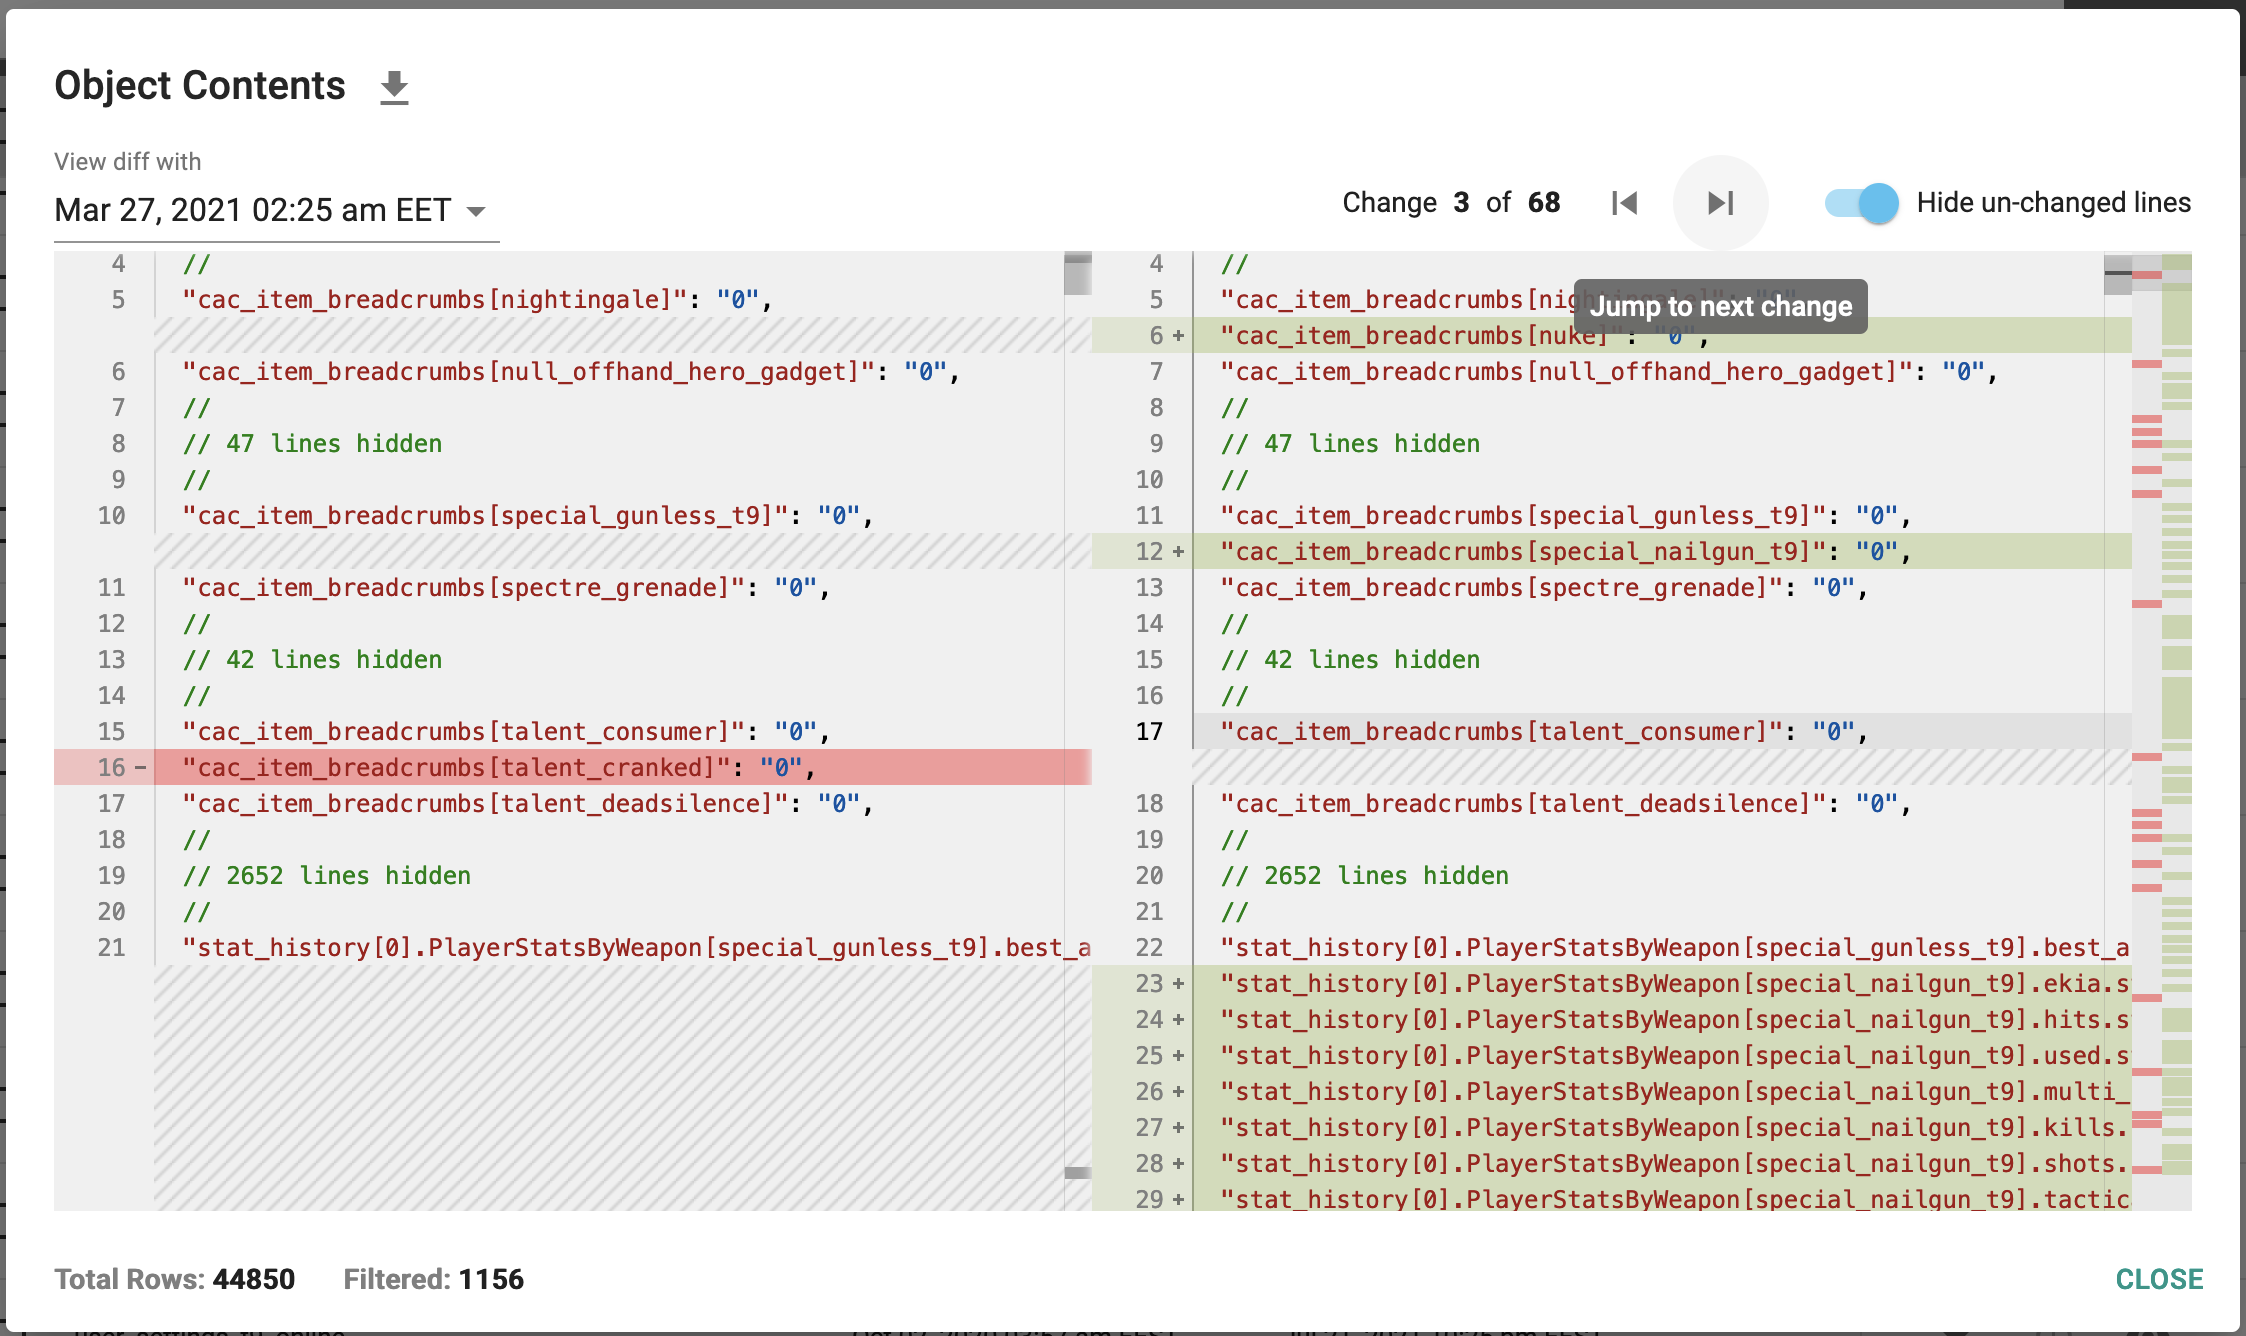 Object Contents
View diff with
Mar 27, 2021 02:25 am EET
Change 3 of 68
Hide un-changed lines
Jump to next change
4 //
5 "cac_item_breadcrumbs[nightingale]": "0",
6 "cac_item_breadcrumbs[null_offhand_hero_gadget]": "0",
7 //
8 // 47 lines hidden
9 //
10 "cac_item_breadcrumbs[special_gunless_t9]": "0",
11 "cac_item_breadcrumbs[spectre_grenade]": "0",
12 //
13 // 42 lines hidden
14 //
15 "cac_item_breadcrumbs[talent_consumer]": "0",
16 - "cac_item_breadcrumbs[talent_cranked]": "0",
17 "cac_item_breadcrumbs[talent_deadsilence]": "0",
18 //
19 // 2652 lines hidden
20 //
21 "stat_history[0].PlayerStatsByWeapon[special_gunless_t9].best_a
4 //
5 "cac_item_breadcrumbs[nightingale]": "0",
6 + "cac_item_breadcrumbs[nuke]": "0",
7 "cac_item_breadcrumbs[null_offhand_hero_gadget]": "0",
8 //
9 // 47 lines hidden
10 //
11 "cac_item_breadcrumbs[special_gunless_t9]": "0",
12 + "cac_item_breadcrumbs[special_nailgun_t9]": "0",
13 "cac_item_breadcrumbs[spectre_grenade]": "0",
14 //
15 // 42 lines hidden
16 //
17 "cac_item_breadcrumbs[talent_consumer]": "0",
18 "cac_item_breadcrumbs[talent_deadsilence]": "0",
19 //
20 // 2652 lines hidden
21 //
22 "stat_history[0].PlayerStatsByWeapon[special_gunless_t9].best_a
23 + "stat_history[0].PlayerStatsByWeapon[special_nailgun_t9].ekia.s
24 + "stat_history[0].PlayerStatsByWeapon[special_nailgun_t9].hits.s
25 + "stat_history[0].PlayerStatsByWeapon[special_nailgun_t9].used.s
26 + "stat_history[0].PlayerStatsByWeapon[special_nailgun_t9].multi_
27 + "stat_history[0].PlayerStatsByWeapon[special_nailgun_t9].kills.
28 + "stat_history[0].PlayerStatsByWeapon[special_nailgun_t9].shots.
29 + "stat_history[0].PlayerStatsByWeapon[special_nailgun_t9].tactic
Total Rows: 44850 Filtered: 1156
CLOSE